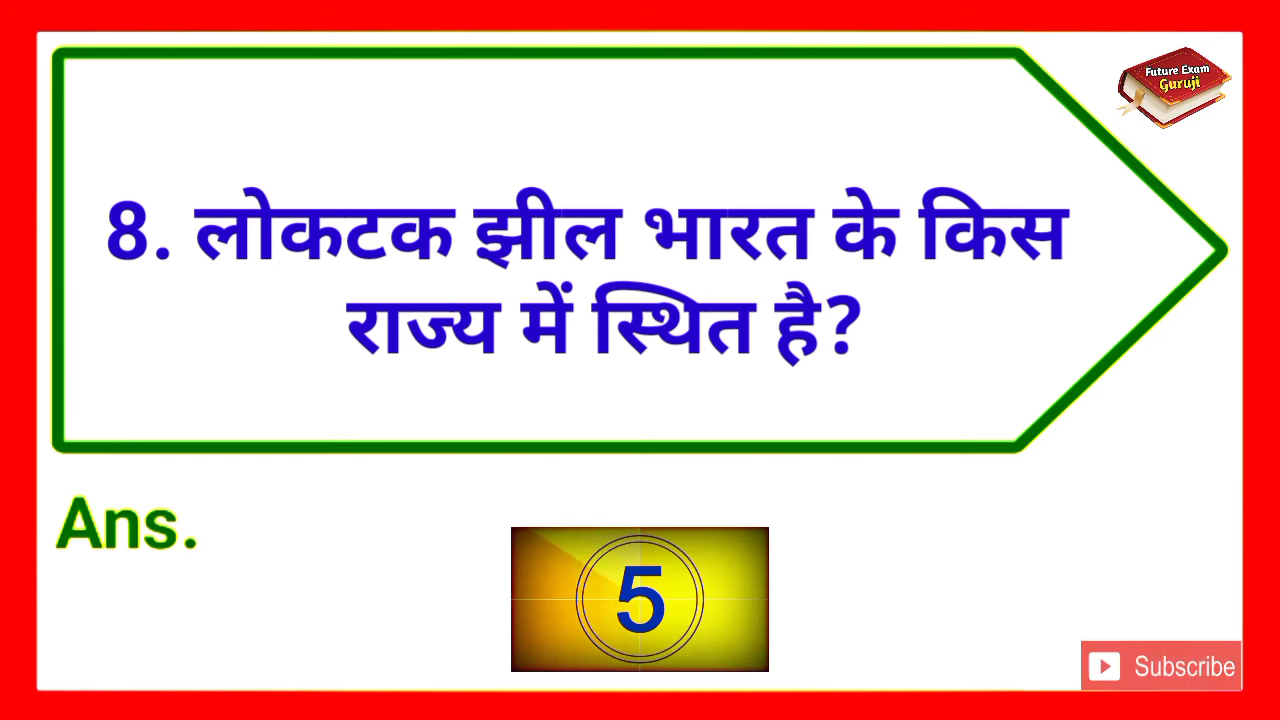 Future Exam
Guruji
8. लोकटक झील भारत के किस
राज्य में स्थित है?
Ans.
5
Subscribe